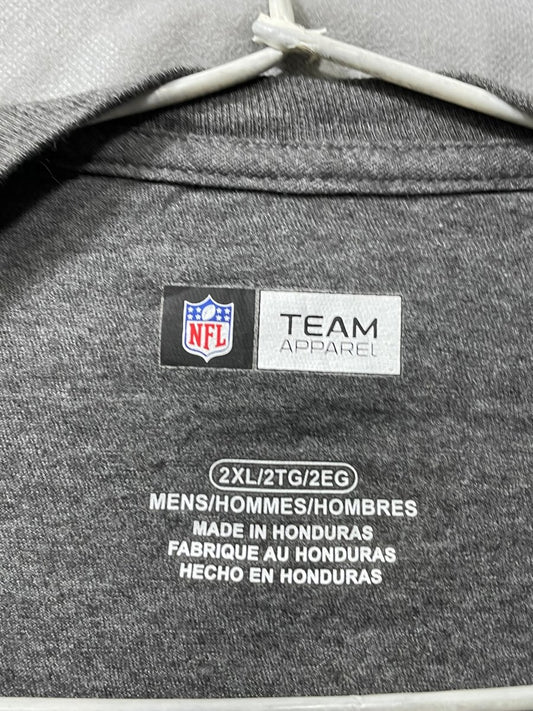 NFL
TEAM
APPAREL
2XL/2TG/2EG
MENS/HOMMES/HOMBRES
MADE IN HONDURAS
FABRIQUE AU HONDURAS
HECHO EN HONDURAS